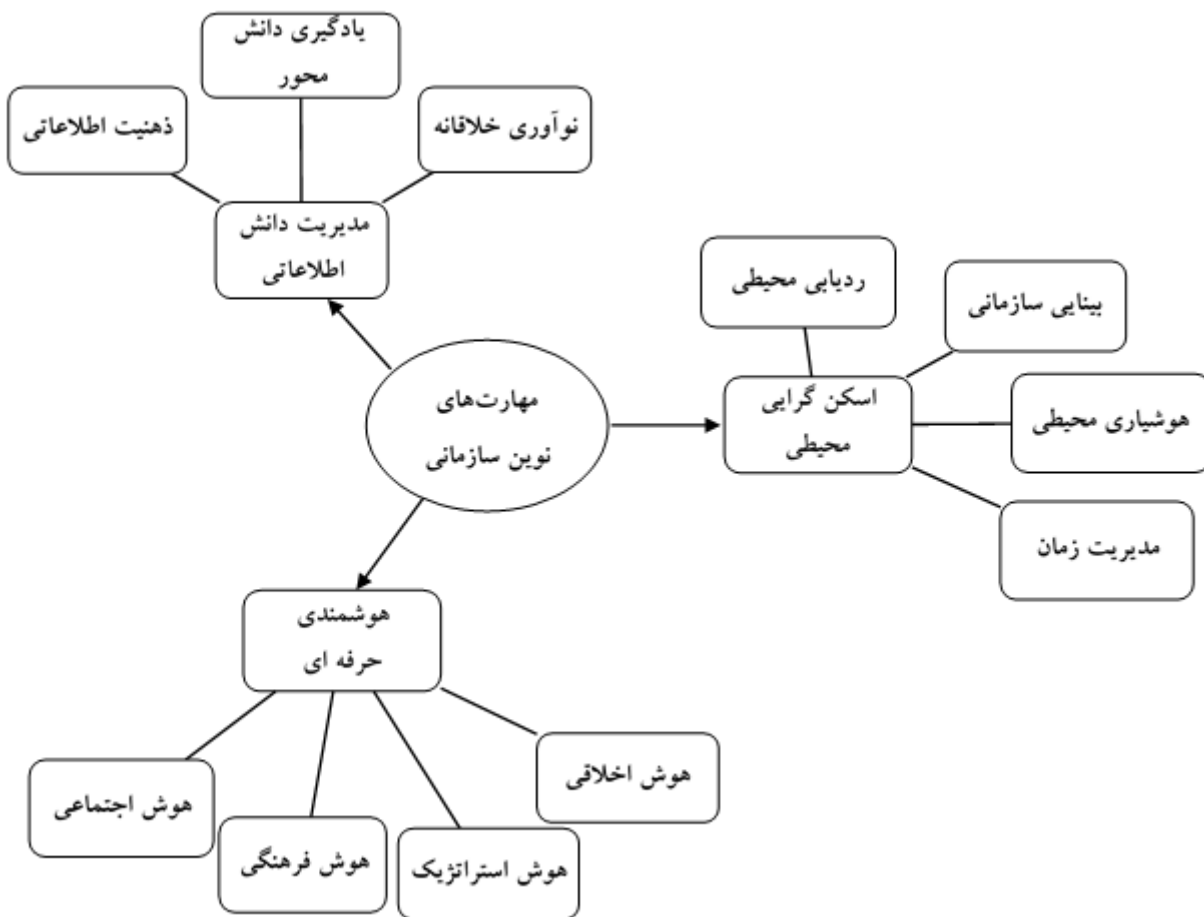 یادگیری دانش
محور
ذهنیت اطلاعاتی
نوآوری خلاقانه
مدیریت دانش
اطلاعاتی
ردیابی محیطی
بینایی سازمانی
اسکن گرایی
محیطی
هوشیاری محیطی
مدیریت زمان
مهارت‌های
نوین سازمانی
هوشمندی
حرفه ای
هوش اخلاقی
هوش استراتژیک
هوش فرهنگی
هوش اجتماعی